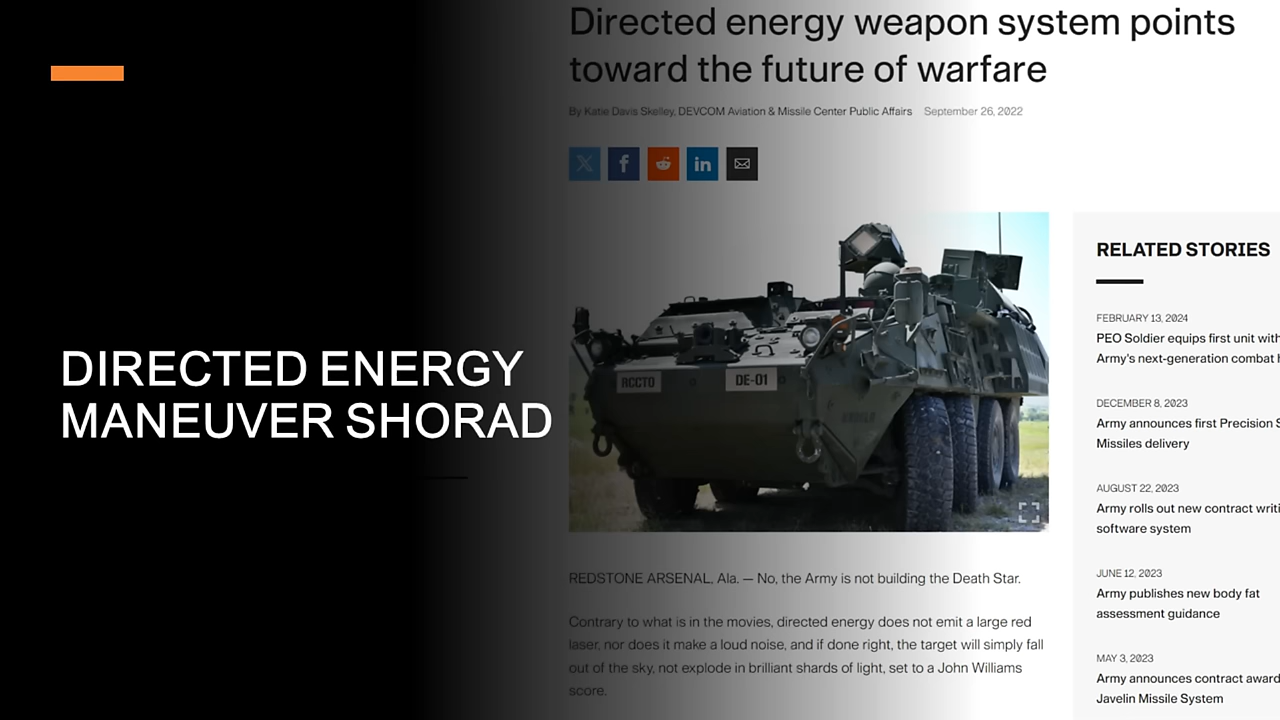 DIRECTED ENERGY
MANEUVER SHORAD
Directed energy weapon system points
toward the future of warfare
By Katie Davis Skelley, DEVCOM Aviation & Missile Center Public Affairs September 26, 2022
RCCTO
DE-01
REDSTONE ARSENAL, Ala. — No, the Army is not building the Death Star.
Contrary to what is in the movies, directed energy does not emit a large red
laser, nor does it make a loud noise, and if done right, the target will simply fall
out of the sky, not explode in brilliant shards of light, set to a John Williams
score.
RELATED STORIES
FEBRUARY 13, 2024
PEO Soldier equips first unit with
Army's next-generation combat
DECEMBER 8, 2023
Army announces first Precision S
Missiles delivery
AUGUST 22, 2023
Army rolls out new contract writi
software system
JUNE 12, 2023
Army publishes new body fat
assessment guidance
MAY 3, 2023
Army announces contract award
Javelin Missile System